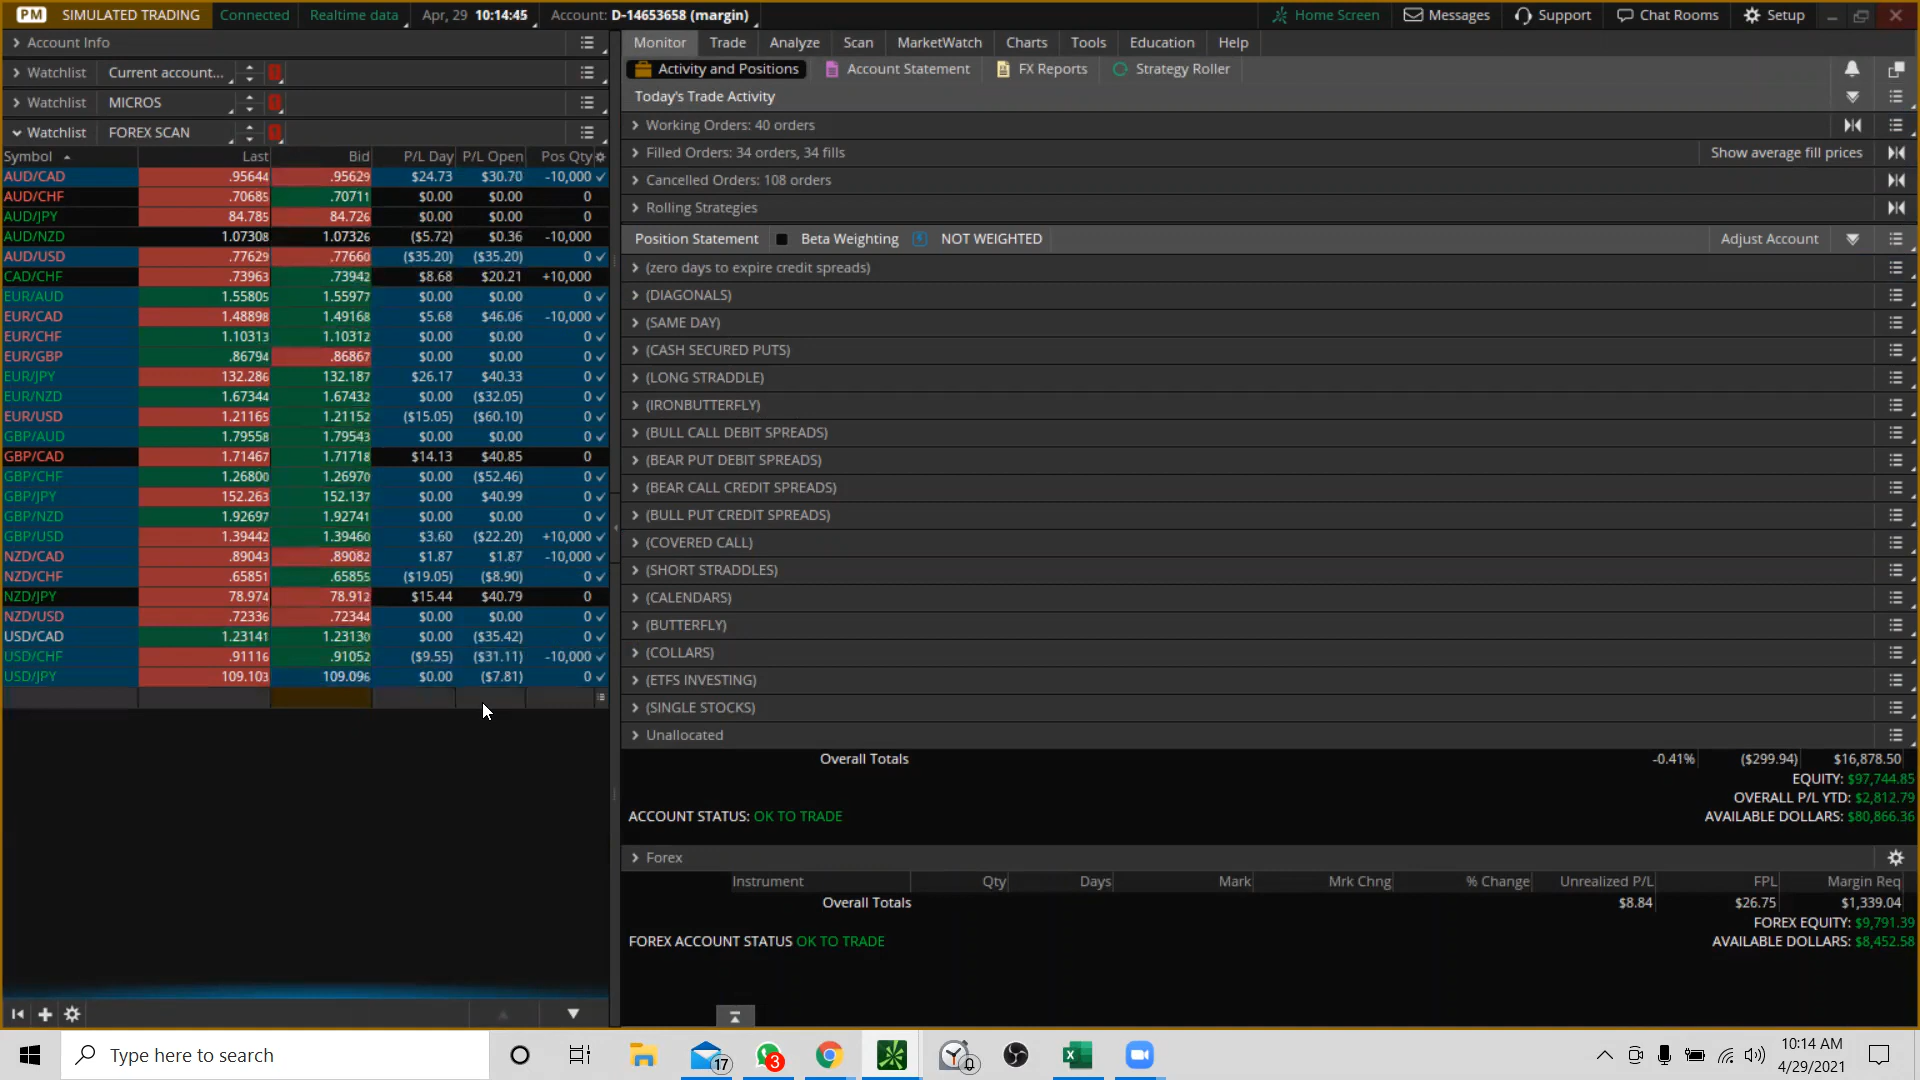 PM SIMULATED TRADING Connected Realtime data Apr, 29 10:14:45 Account: D-14653658 (margin) Home Screen Messages Support Chat Rooms Setup
Account Info
Watchlist Current account...
Watchlist MICROS
Watchlist FOREX SCAN
Symbol Last Bid P/L Day P/L Open Pos Qty
AUD/CAD .95644 .95629 $24.73 $30.70 -10,000
AUD/CHF .70685 .70711 $0.00 $0.00 0
AUD/JPY 84.785 84.726 $0.00 $0.00 0
AUD/NZD 1.07308 1.07326 ($5.72) $0.36 -10,000
AUD/USD .77629 .77660 ($35.20) ($35.20) 0
CAD/CHF .73963 .73942 $8.68 $20.21 +10,000
EUR/AUD 1.55805 1.55977 $0.00 $0.00 0
EUR/CAD 1.48898 1.49168 $5.68 $46.06 -10,000
EUR/CHF 1.10313 1.10312 $0.00 $0.00 0
EUR/GBP .86794 .86867 $0.00 $0.00 0
EUR/JPY 132.286 132.187 $26.17 $40.33 0
EUR/NZD 1.67344 1.67432 $0.00 ($32.05) 0
EUR/USD 1.21165 1.21152 ($15.05) ($60.10) 0
GBP/AUD 1.79558 1.79543 $0.00 $0.00 0
GBP/CAD 1.71467 1.71718 $14.13 $40.85 0
GBP/CHF 1.26800 1.26970 $0.00 ($52.46) 0
GBP/JPY 152.263 152.137 $0.00 $40.99 0
GBP/NZD 1.92697 1.92741 $0.00 $0.00 0
GBP/USD 1.39442 1.39460 $3.60 ($22.20) +10,000
NZD/CAD .89043 .89082 $1.87 $1.87 -10,000
NZD/CHF .65851 .65855 ($19.05) ($8.90) 0
NZD/JPY 78.974 78.912 $15.44 $40.79 0
NZD/USD .72336 .72344 $0.00 $0.00 0
USD/CAD 1.23141 1.23130 $0.00 ($35.42) 0
USD/CHF .91116 .91052 ($9.55) ($31.11) -10,000
USD/JPY 109.103 109.096 $0.00 ($7.81) 0
Monitor Trade Analyze Scan MarketWatch Charts Tools Education Help
Activity and Positions Account Statement FX Reports Strategy Roller
Today's Trade Activity
Working Orders: 40 orders
Filled Orders: 34 orders, 34 fills Show average fill prices
Cancelled Orders: 108 orders
Rolling Strategies
Position Statement Beta Weighting NOT WEIGHTED Adjust Account
(zero days to expire credit spreads)
(DIAGONALS)
(SAME DAY)
(CASH SECURED PUTS)
(LONG STRADDLE)
(IRONBUTTERFLY)
(BULL CALL DEBIT SPREADS)
(BEAR PUT DEBIT SPREADS)
(BEAR CALL CREDIT SPREADS)
(BULL PUT CREDIT SPREADS)
(COVERED CALL)
(SHORT STRADDLES)
(CALENDARS)
(BUTTERFLY)
(COLLARS)
(ETFS INVESTING)
(SINGLE STOCKS)
Unallocated
Overall Totals -0.41% ($299.94) $16,878.50
EQUITY: $97,744.85
OVERALL P/L YTD: $2,812.79
ACCOUNT STATUS: OK TO TRADE AVAILABLE DOLLARS: $80,866.36
Forex
Instrument Qty Days Mark Mrk Chng % Change Unrealized P/L FPL Margin Req
Overall Totals $8.84 $26.75 $1,339.04
FOREX EQUITY: $9,791.39
FOREX ACCOUNT STATUS OK TO TRADE AVAILABLE DOLLARS: $8,452.58
Type here to search 17 3 0 10:14 AM
4/29/2021